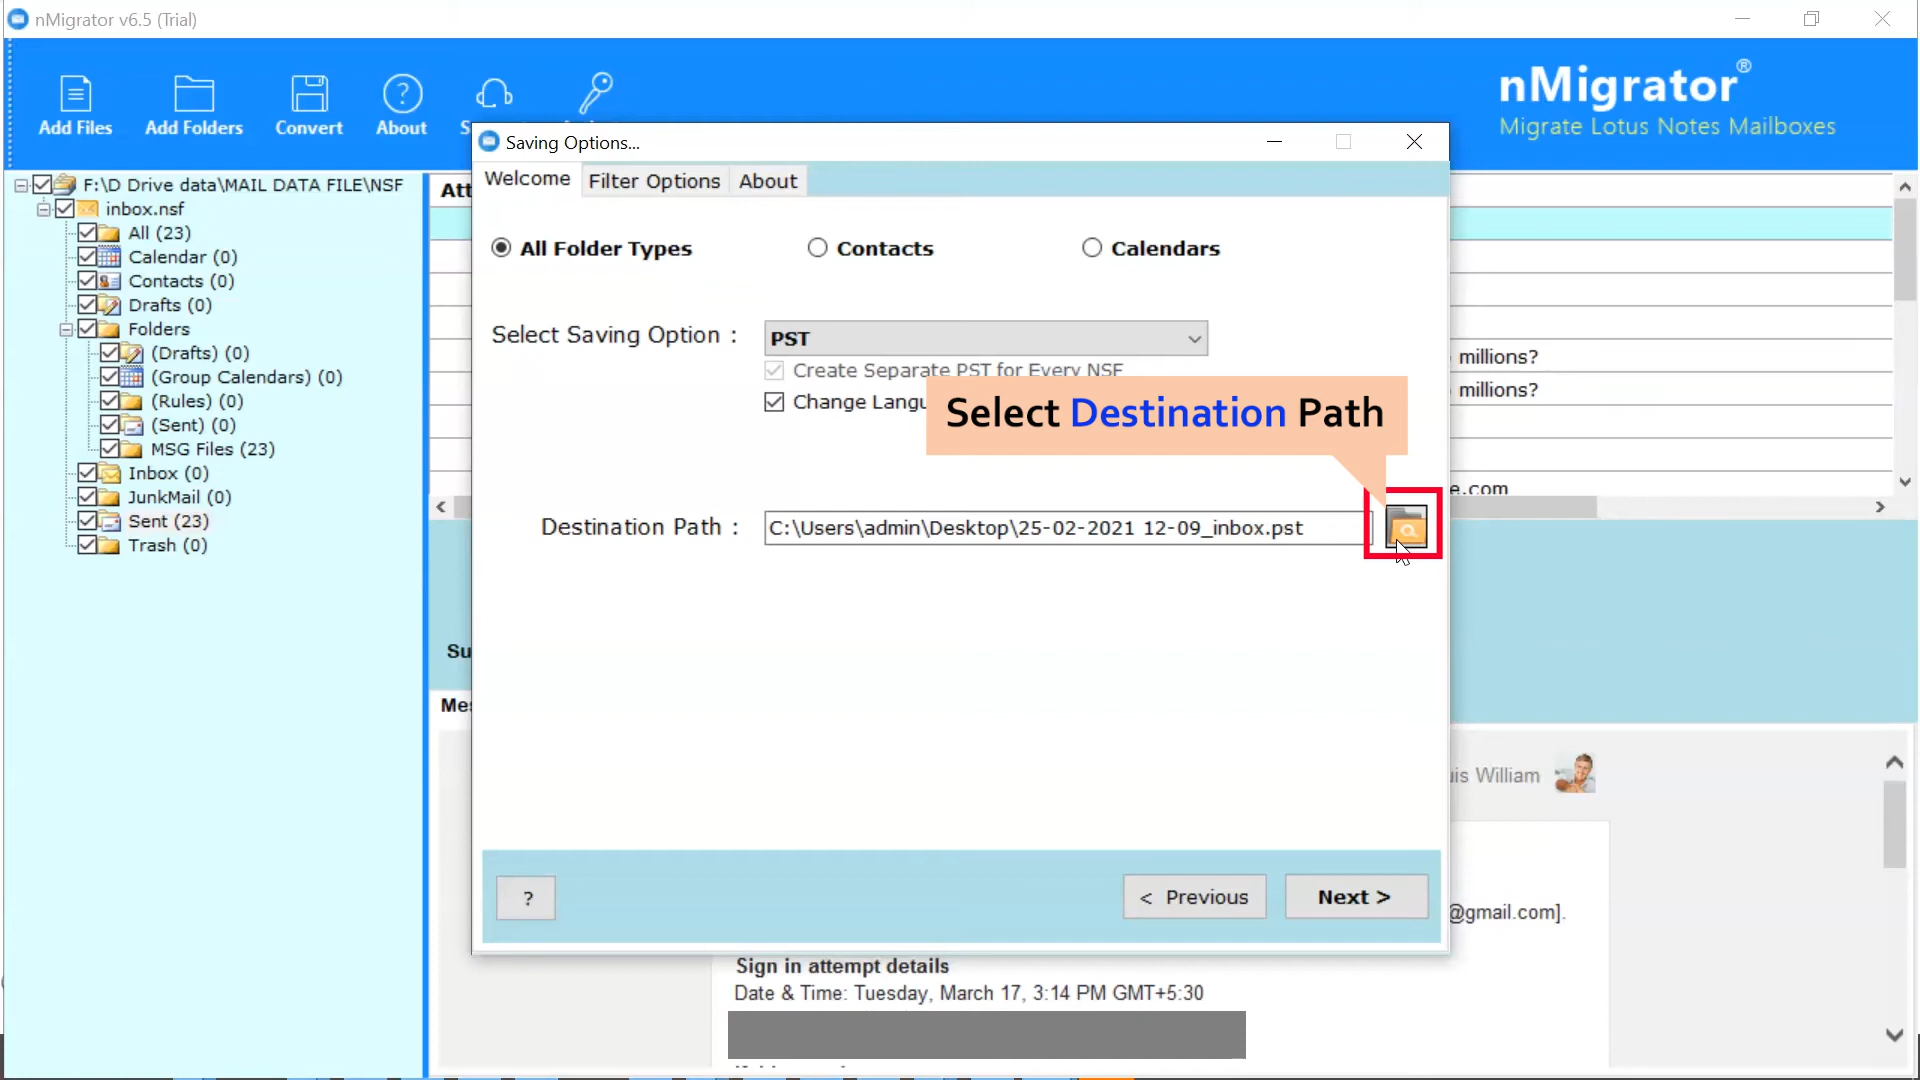 nMigrator v6.5 (Trial)
Add Files
Add Folders
Convert
?
About
nMigrator®
Migrate Lotus Notes Mailboxes
F:\D Drive data\MAIL DATA FILE\NSF
inbox.nsf
All (23)
Calendar (0)
Contacts (0)
Drafts (0)
Folders
(Drafts) (0)
(Group Calendars) (0)
(Rules) (0)
(Sent) (0)
MSG Files (23)
Inbox (0)
JunkMail (0)
Sent (23)
Trash (0)
Att
Saving Options...
Welcome
Filter Options
About
All Folder Types
Contacts
Calendars
Select Saving Option :
PST
Create Separate PST for Every NSF
Change Langu
Select Destination Path
Destination Path :
C:\Users\admin\Desktop\25-02-2021 12-09_inbox.pst
?
< Previous
Next >
millions?
millions?
e.com
Su
Mes
William
@gmail.com].
Sign in attempt details
Date & Time: Tuesday, March 17, 3:14 PM GMT+5:30